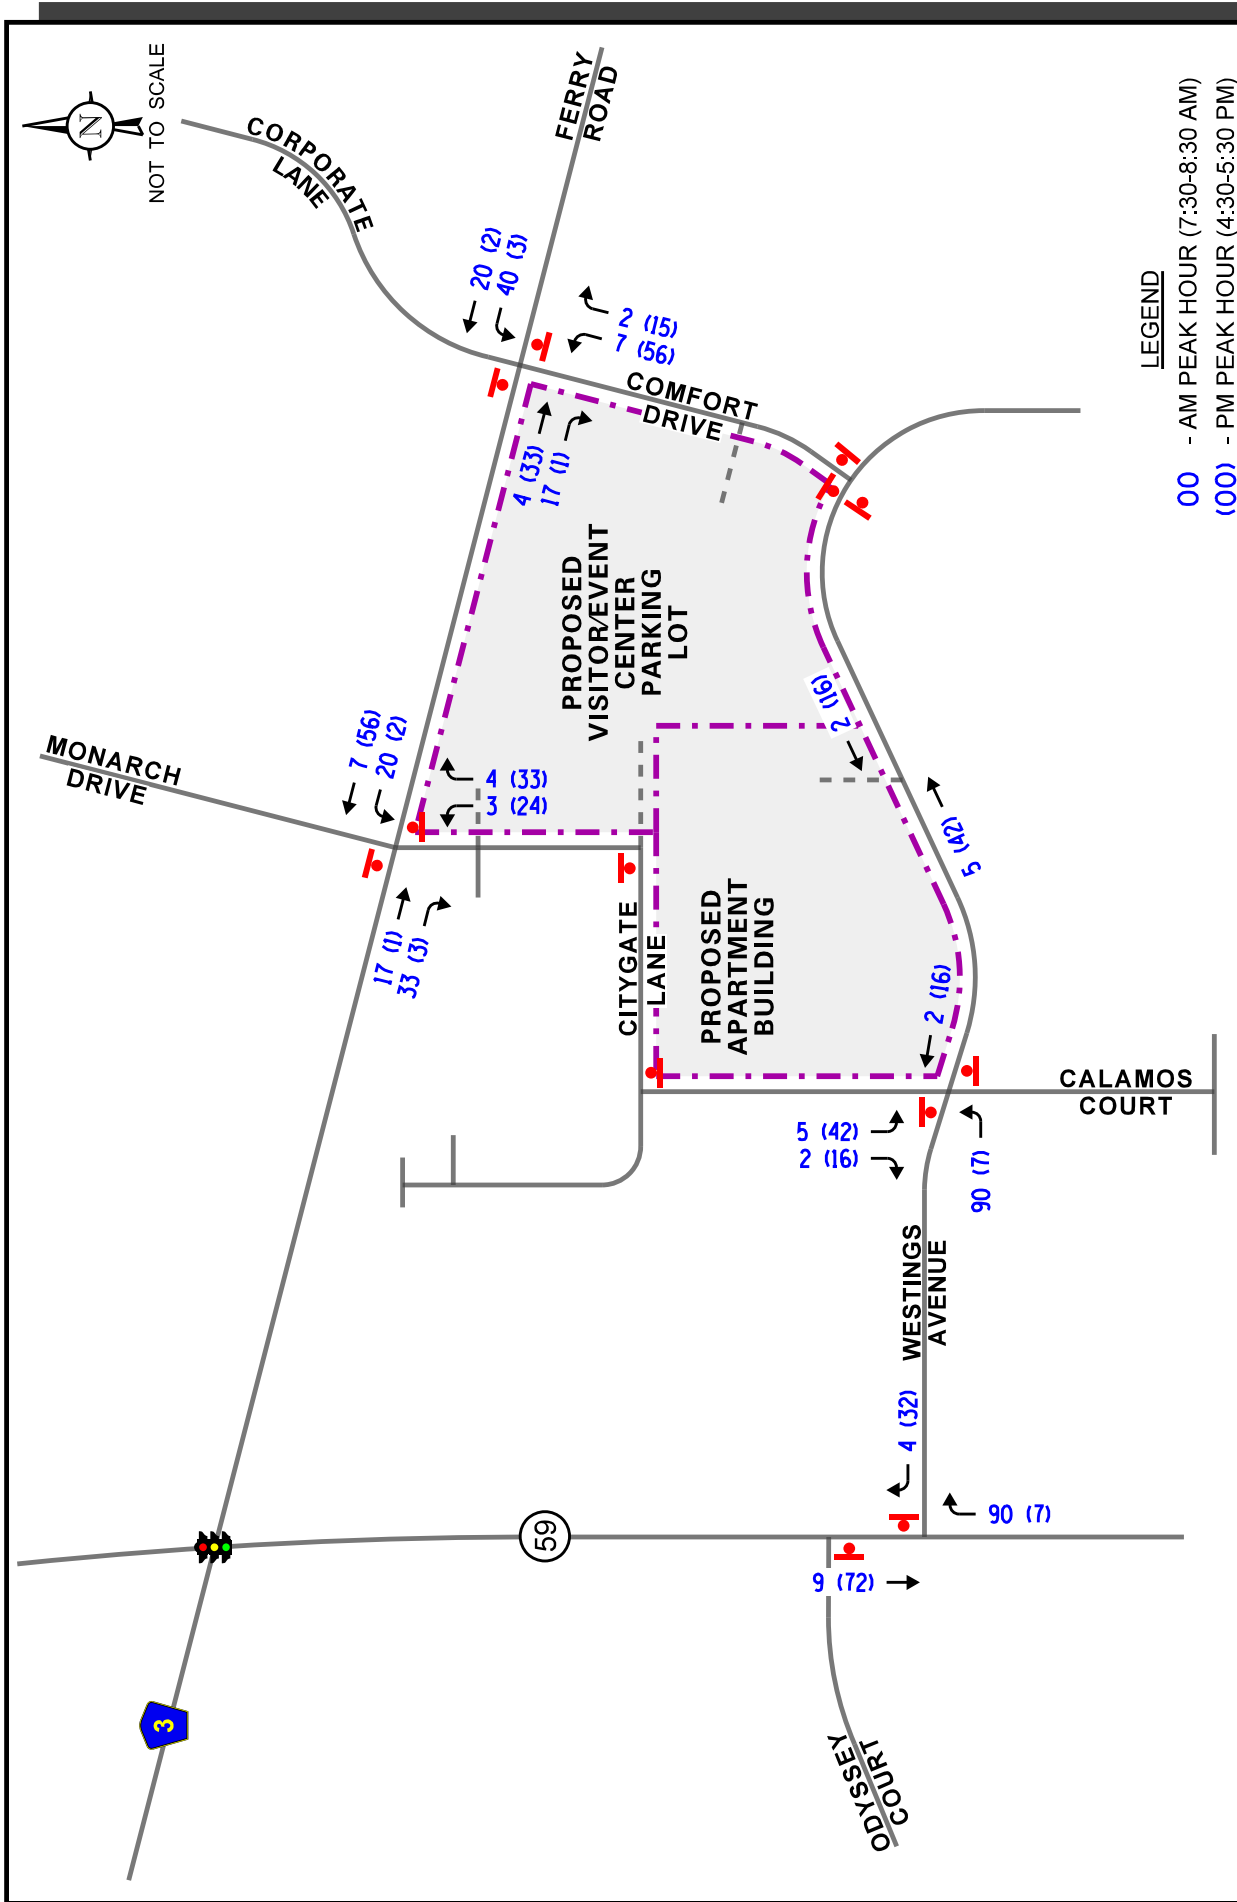 N
NOT TO SCALE
CORPORATE
LANE
FERRY
ROAD
20 (2)
40 (3)
2 (15)
7 (56)
COMFORT
DRIVE
4 (33)
17 (1)
PROPOSED
VISITOR/EVENT
CENTER
PARKING
LOT
MONARCH
DRIVE
7 (56)
20 (2)
4 (33)
3 (24)
17 (1)
33 (3)
CITYGATE
LANE
PROPOSED
APARTMENT
BUILDING
2 (16)
5 (42)
2 (16)
CALAMOS
COURT
5 (42)
2 (16)
90 (7)
WESTINGS
AVENUE
4 (32)
90 (7)
59
9 (72)
3
ODYSSEY
COURT
LEGEND
00 - AM PEAK HOUR (7:30-8:30 AM)
(00) - PM PEAK HOUR (4:30-5:30 PM)